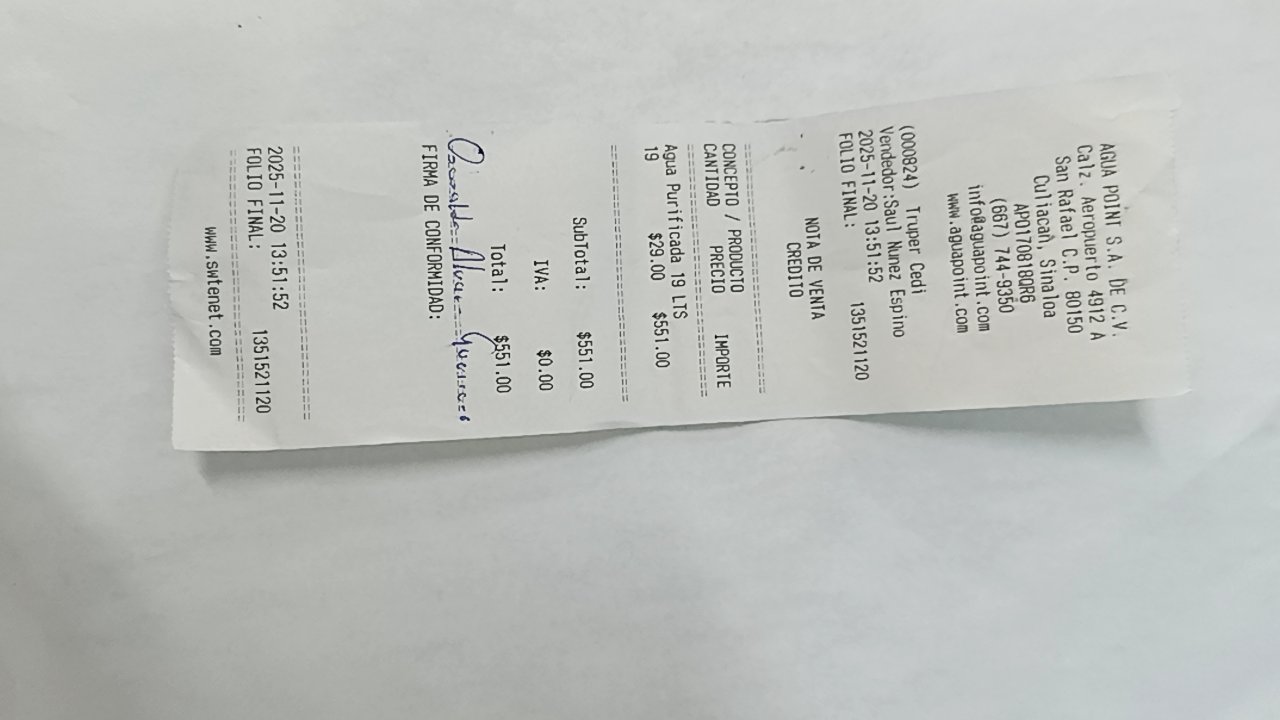 AGUA POINT S.A. DE C.V.
Calz. Aeropuerto 4912 A
San Rafael C.P. 80150
Culiacan, Sinaloa
AP0170818QR6
(667) 744-9350
info@aguapoint.com
www.aguapoint.com
(000824) Truper Cedi
Vendedor:Saul Nunez Espino
2025-11-20 13:51:52
FOLIO FINAL: 1351521120
NOTA DE VENTA
CREDITO
CONCEPTO / PRODUCTO
CANTIDAD PRECIO IMPORTE
Agua Purificada 19 LTS
19 $29.00 $551.00
SubTotal: $551.00
IVA: $0.00
Total: $551.00
FIRMA DE CONFORMIDAD:
2025-11-20 13:51:52
FOLIO FINAL: 1351521120
www.swtenet.com